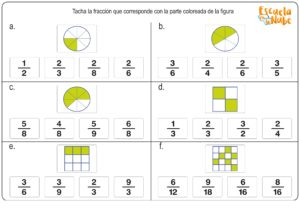 Tacha la fracción que corresponde con la parte coloreada de la figura
Escuela
en la Nube
a.
b.
1/2 2/3 2/8 2/6
3/6 2/4 2/6 3/5
c.
d.
5/8 4/8 5/9 6/8
1/3 2/3 2/4 3/4
e.
f.
3/6 3/9 2/3 9/3
6/12 6/18 6/16 8/16